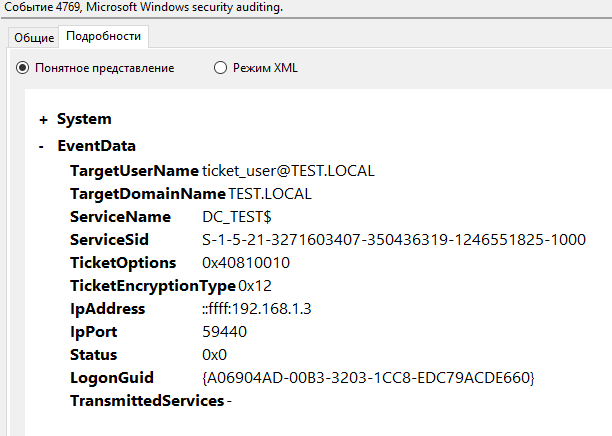 Событие 4769, Microsoft Windows security auditing.
Общие Подробности
Понятное представление Режим XML
+ System
- EventData
TargetUserName ticket_user@TEST.LOCAL
TargetDomainName TEST.LOCAL
ServiceName DC_TEST$
ServiceSid S-1-5-21-3271603407-350436319-1246551825-1000
TicketOptions 0x40810010
TicketEncryptionType 0x12
IpAddress ::ffff:192.168.1.3
IpPort 59440
Status 0x0
LogonGuid {A06904AD-00B3-3203-1CC8-EDC79ACDE660}
TransmittedServices -